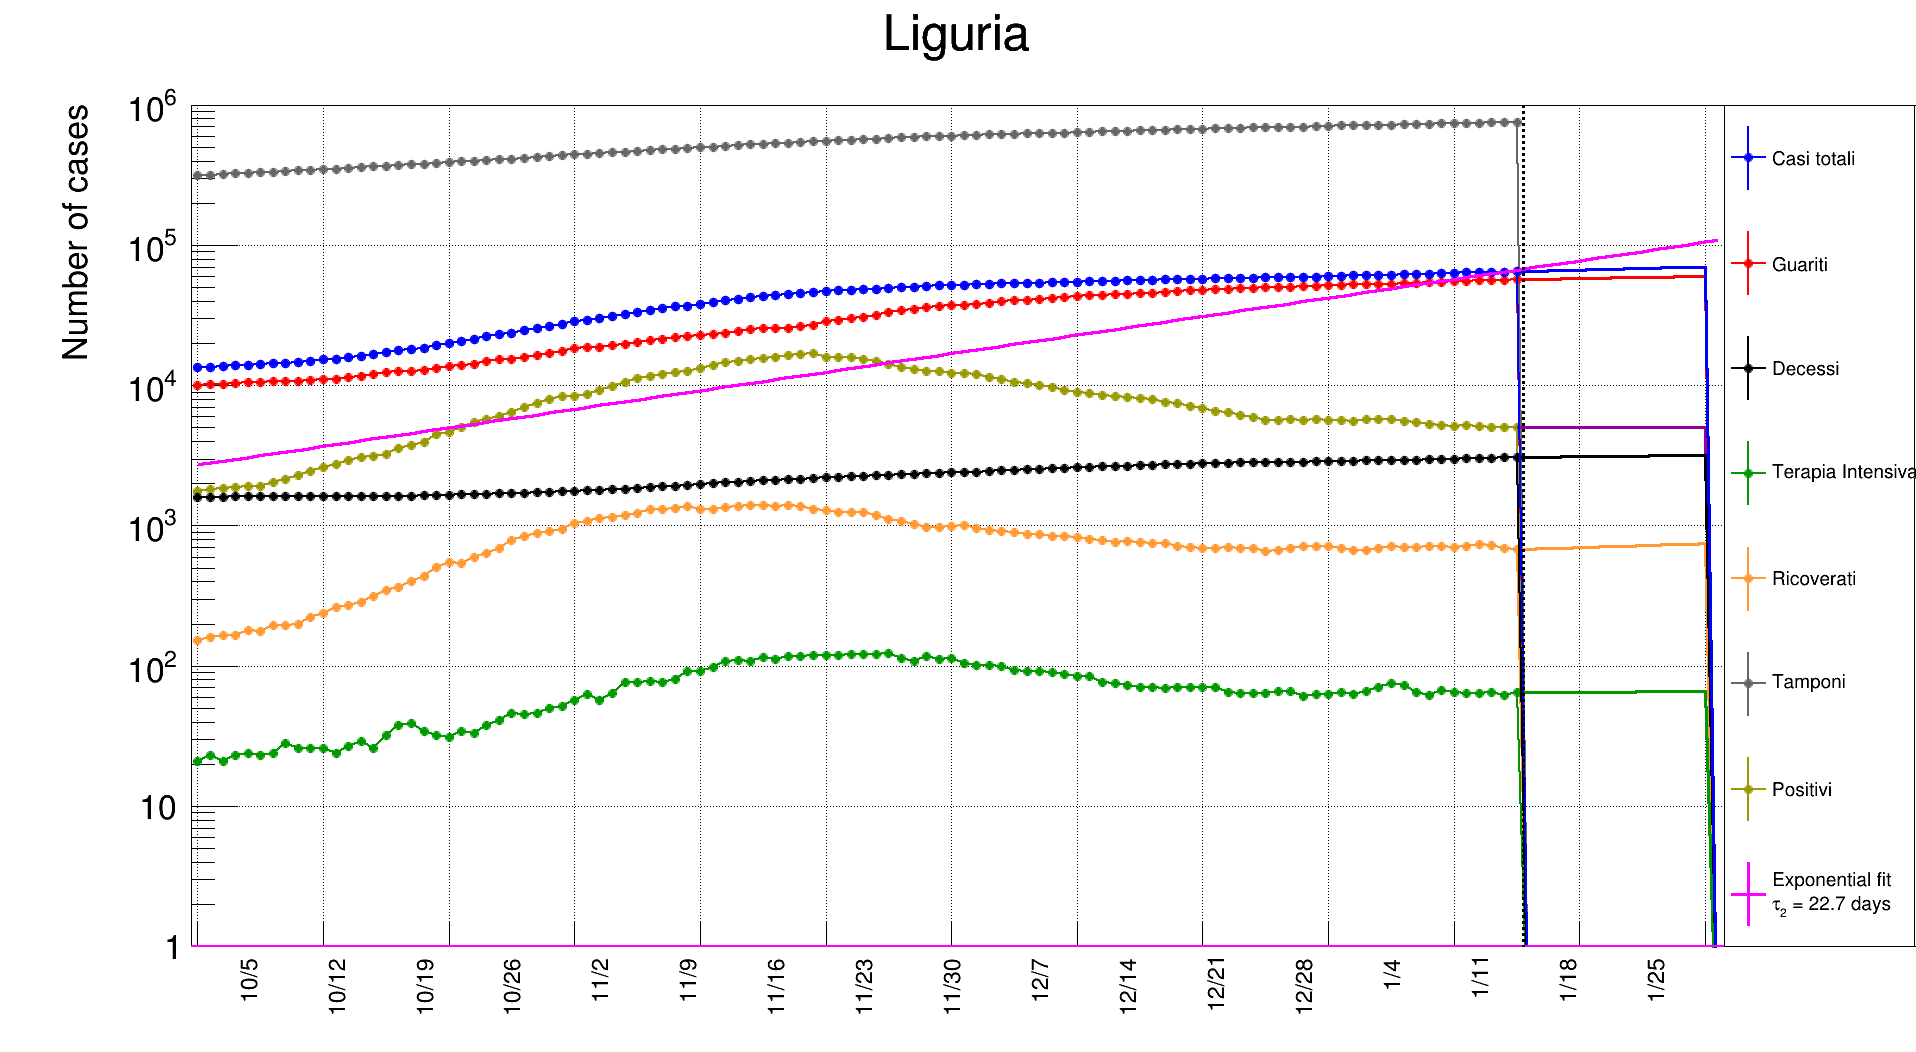 Liguria
Number of cases
10^6
10^5
10^4
10^3
10^2
10
1
10/5
10/12
10/19
10/26
11/2
11/9
11/16
11/23
11/30
12/7
12/14
12/21
12/28
1/4
1/11
1/18
1/25
Casi totali
Guariti
Decessi
Terapia Intensiva
Ricoverati
Tamponi
Positivi
Exponential fit
τ₂ = 22.7 days